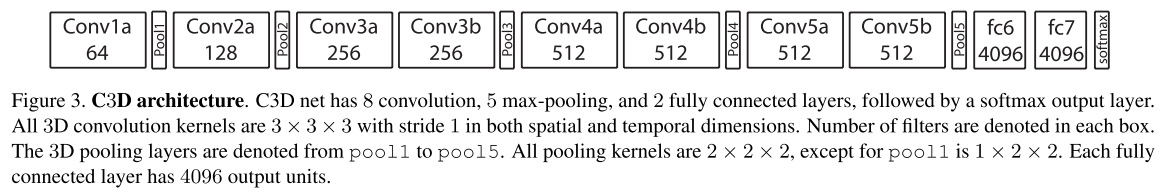 Conv1a 64 Pool1 Conv2a 128 Pool2 Conv3a 256 Conv3b 256 Pool3 Conv4a 512 Conv4b 512 Pool4 Conv5a 512 Conv5b 512 Pool5 fc6 4096 fc7 4096 softmax
Figure 3. C3D architecture. C3D net has 8 convolution, 5 max-pooling, and 2 fully connected layers, followed by a softmax output layer.
All 3D convolution kernels are 3 × 3 × 3 with stride 1 in both spatial and temporal dimensions. Number of filters are denoted in each box.
The 3D pooling layers are denoted from pool1 to pool5. All pooling kernels are 2 × 2 × 2, except for pool1 is 1 × 2 × 2. Each fully
connected layer has 4096 output units.